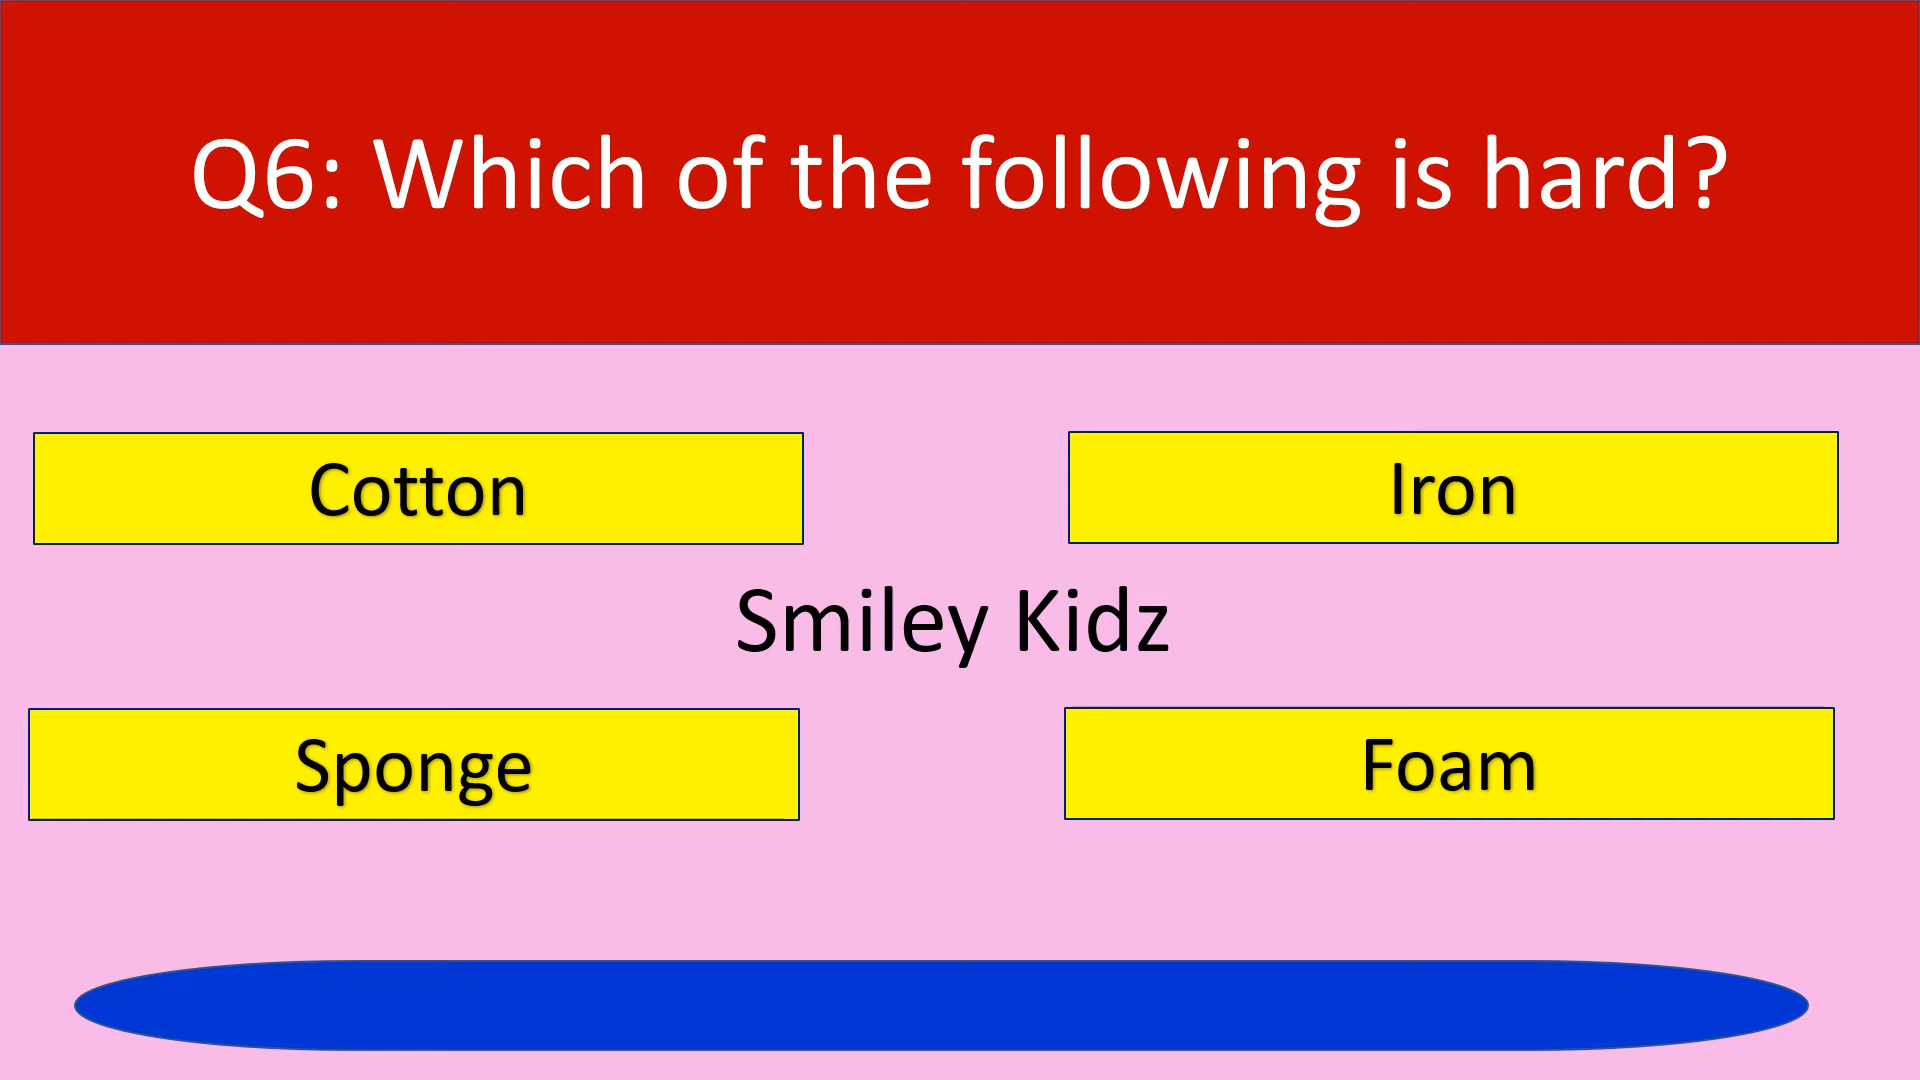 Q6: Which of the following is hard?
Cotton
Iron
Smiley Kidz
Sponge
Foam